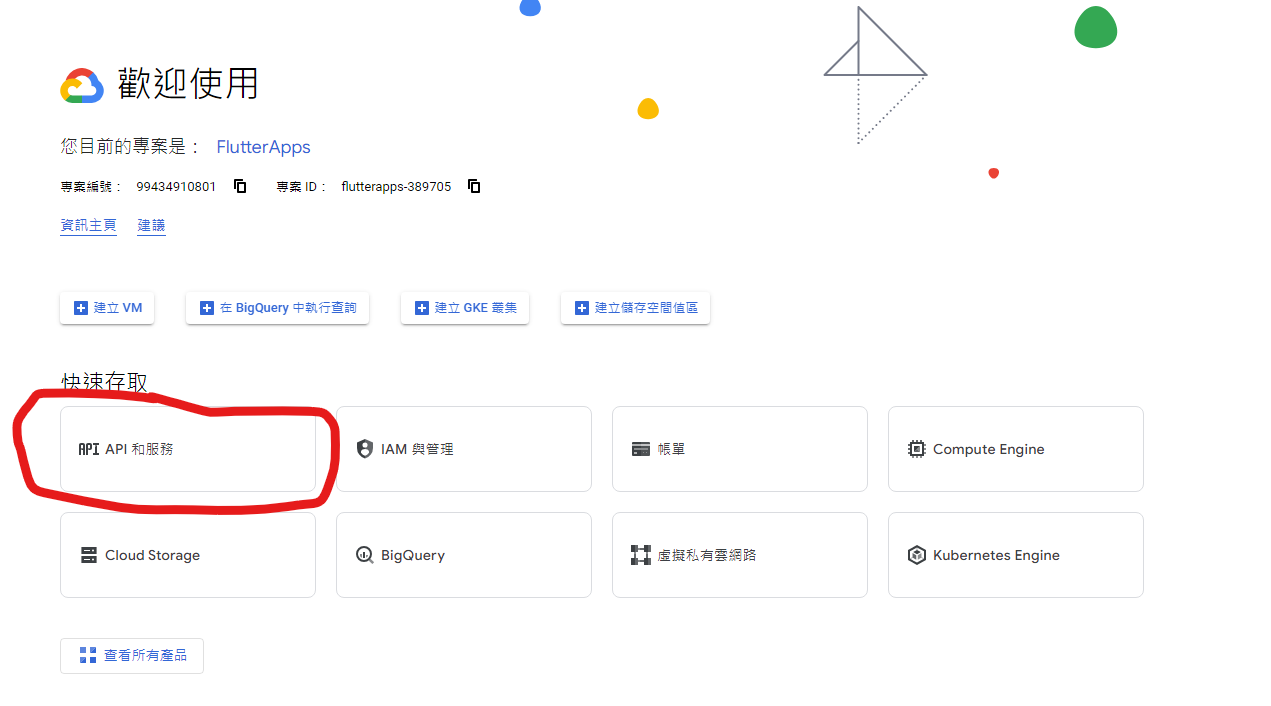 歡迎使用
您目前的專案是： FlutterApps
專案編號： 99434910801 專案 ID： flutterapps-389705
資訊主頁 建議
建立 VM 在 BigQuery 中執行查詢 建立 GKE 叢集 建立儲存空間值區
快速存取
API API 和服務 IAM 與管理 帳單 Compute Engine
Cloud Storage BigQuery 虛擬私有雲網路 Kubernetes Engine
查看所有產品